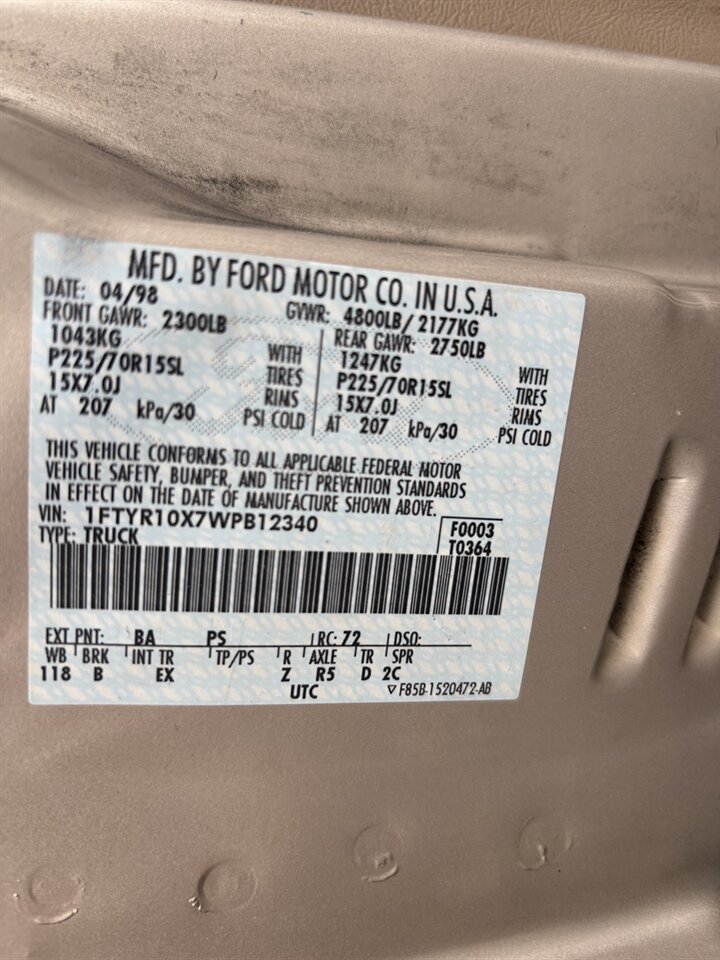 MFD. BY FORD MOTOR CO. IN U.S.A.
DATE: 04/98 GVWR: 4800LB/ 2177KG
FRONT GAWR: 2300LB REAR GAWR: 2750LB
1043KG WITH 1247KG WITH
P225/70R15SL TIRES P225/70R15SL TIRES
15X7.0J RIMS 15X7.0J RIMS
AT 207 kPa/30 PSI COLD AT 207 kPa/30 PSI COLD
THIS VEHICLE CONFORMS TO ALL APPLICABLE FEDERAL MOTOR
VEHICLE SAFETY, BUMPER, AND THEFT PREVENTION STANDARDS
IN EFFECT ON THE DATE OF MANUFACTURE SHOWN ABOVE.
VIN: 1FTYR10X7WPB12340 F0003
TYPE: TRUCK T0364
EXT PNT: BA PS RC: 72 DSO:
WB BRK INT TR TP/PS R AXLE TR SPR
118 B EX Z R5 D 2C
UTC ▽ F85B-1520472-AB